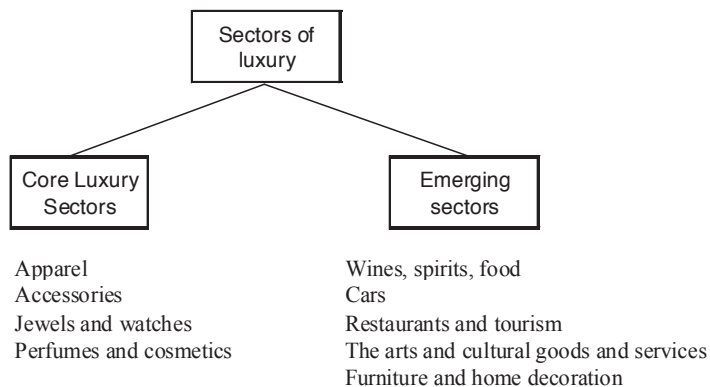 Sectors of
luxury
Core Luxury
Sectors
Emerging
sectors
Apparel
Accessories
Jewels and watches
Perfumes and cosmetics
Wines, spirits, food
Cars
Restaurants and tourism
The arts and cultural goods and services
Furniture and home decoration